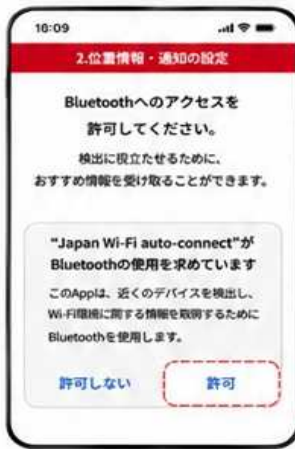 16:09
2.位置情報・通知の設定
Bluetoothへのアクセスを
許可してください。
検出に役立たせるために、
おすすめ情報を受け取ることができます。
"Japan Wi-Fi auto-connect"が
Bluetoothの使用を求めています
このAppは、近くのデバイスを検出し、
Wi-Fi環境に関する情報を取得するために
Bluetoothを使用します。
許可しない
許可